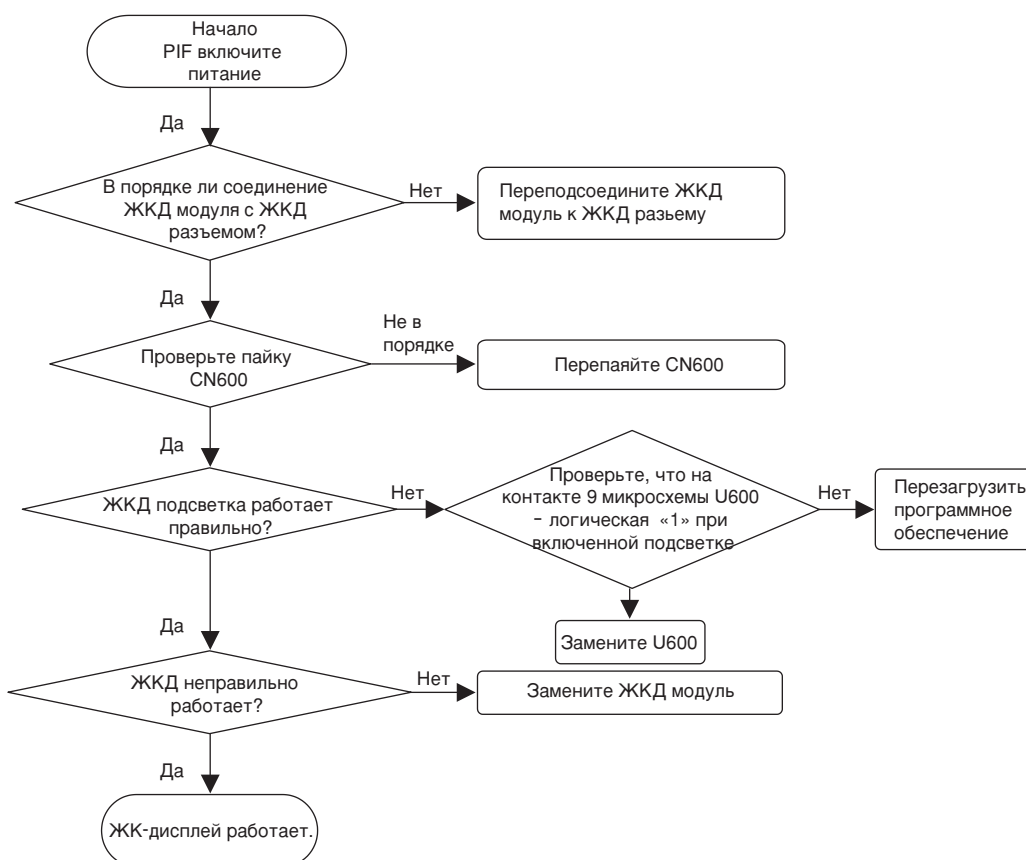 Начало
PIF включите
питание
Да
В порядке ли соединение
ЖКД модуля с ЖКД
разъемом?
Нет
Переподсоедините ЖКД
модуль к ЖКД разьему
Да
Проверьте пайку
CN600
Не в
порядке
Перепаяйте CN600
Да
ЖКД подсветка работает
правильно?
Нет
Проверьте, что на
контакте 9 микросхемы U600
– логическая «1» при
включенной подсветке
Нет
Перезагрузить
программное
обеспечение
Замените U600
Да
ЖКД неправильно
работает?
Нет
Замените ЖКД модуль
Да
ЖК-дисплей работает.